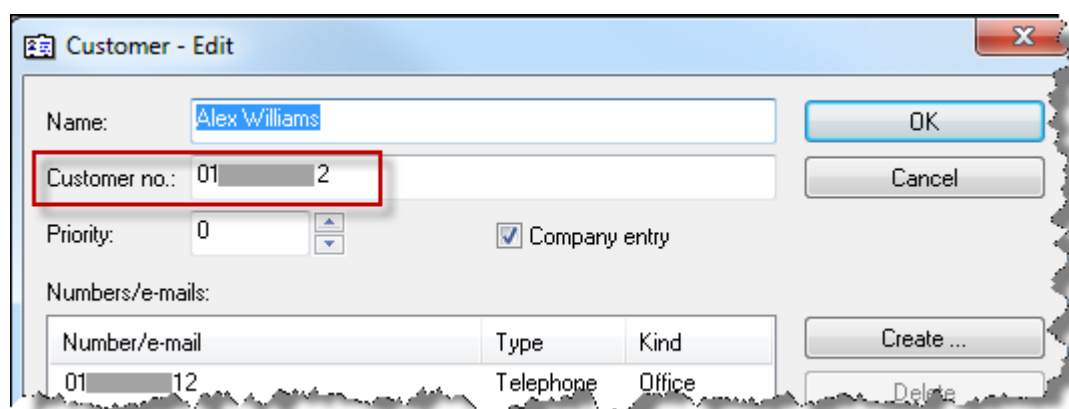 Customer - Edit
Name: Alex Williams OK
Customer no.: 01 2 Cancel
Priority: 0 Company entry
Numbers/e-mails:
Number/e-mail Type Kind Create ...
01 12 Telephone Office Delete